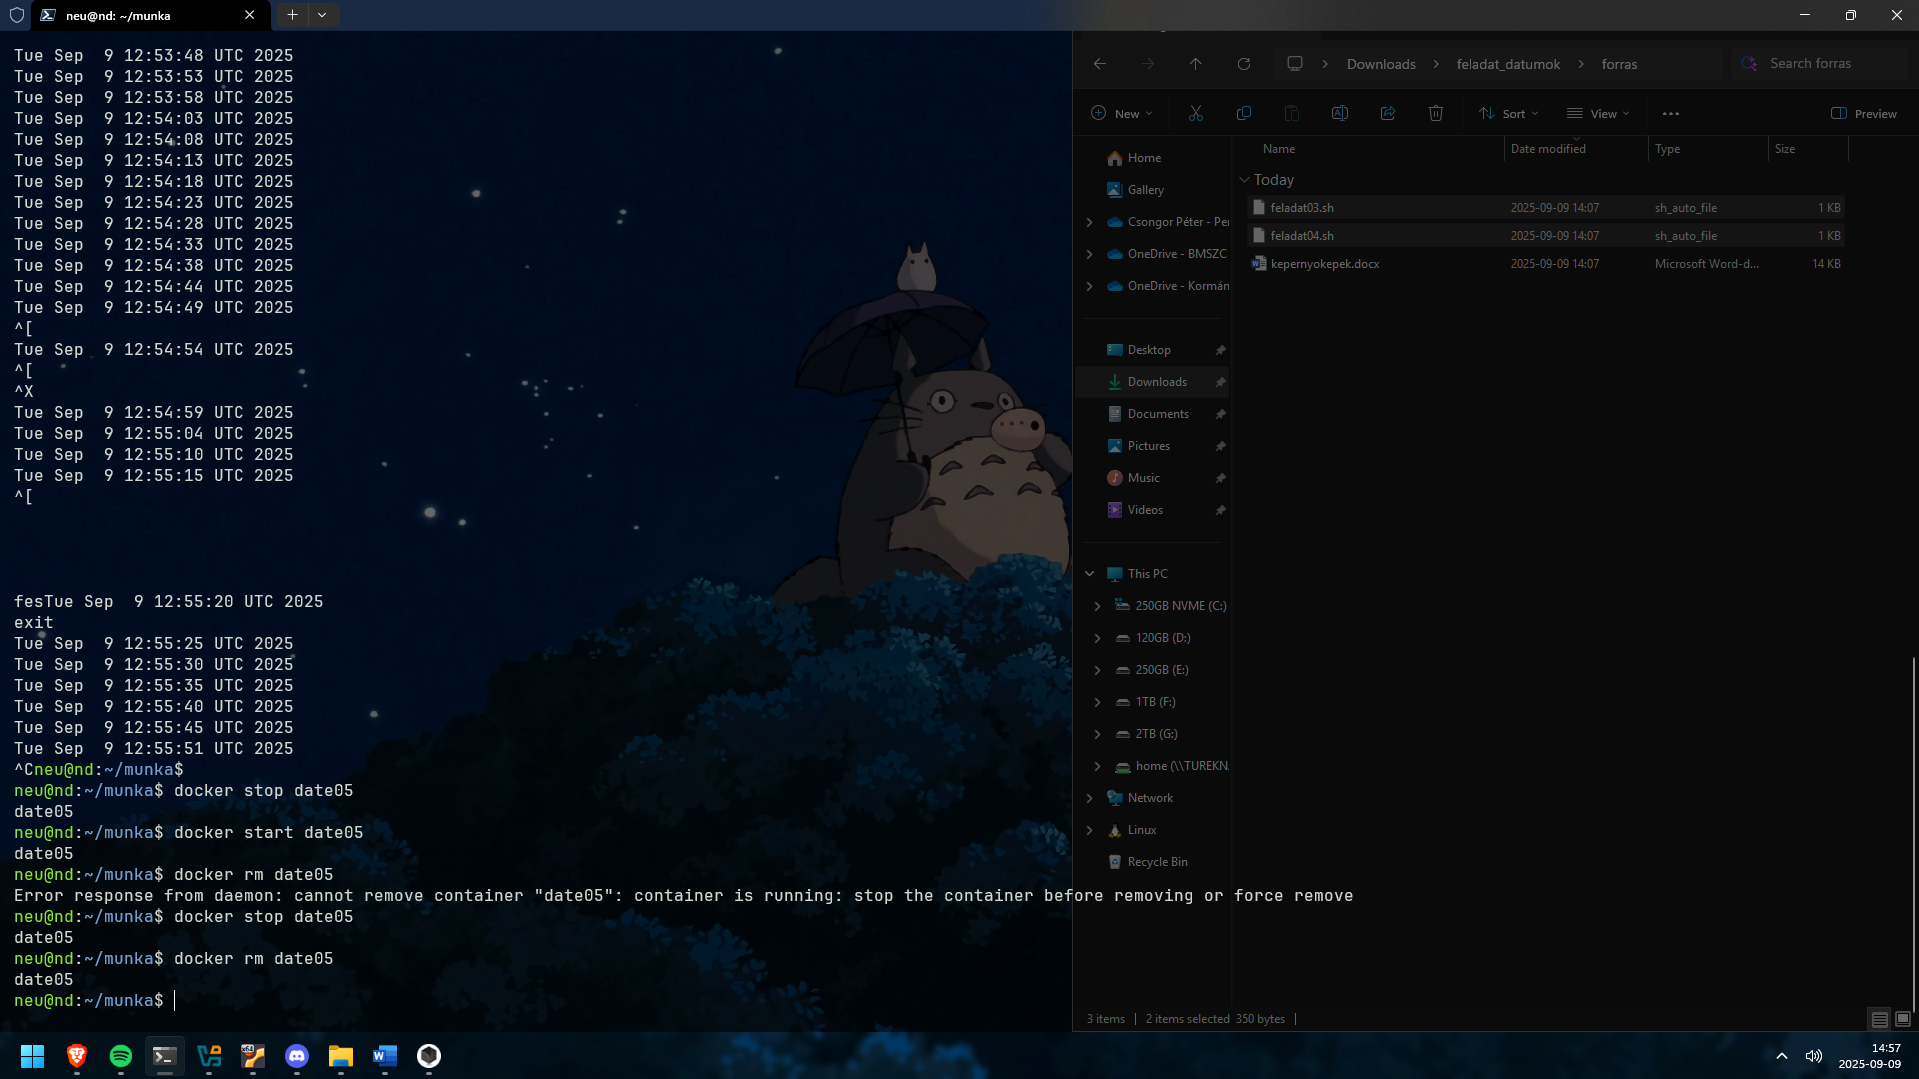 neu@nd: ~/munka
Tue Sep  9 12:53:48 UTC 2025
Tue Sep  9 12:53:53 UTC 2025
Tue Sep  9 12:53:58 UTC 2025
Tue Sep  9 12:54:03 UTC 2025
Tue Sep  9 12:54:08 UTC 2025
Tue Sep  9 12:54:13 UTC 2025
Tue Sep  9 12:54:18 UTC 2025
Tue Sep  9 12:54:23 UTC 2025
Tue Sep  9 12:54:28 UTC 2025
Tue Sep  9 12:54:33 UTC 2025
Tue Sep  9 12:54:38 UTC 2025
Tue Sep  9 12:54:44 UTC 2025
Tue Sep  9 12:54:49 UTC 2025
^[
Tue Sep  9 12:54:54 UTC 2025
^[
^X
Tue Sep  9 12:54:59 UTC 2025
Tue Sep  9 12:55:04 UTC 2025
Tue Sep  9 12:55:10 UTC 2025
Tue Sep  9 12:55:15 UTC 2025
^[
fesTue Sep  9 12:55:20 UTC 2025
exit
Tue Sep  9 12:55:25 UTC 2025
Tue Sep  9 12:55:30 UTC 2025
Tue Sep  9 12:55:35 UTC 2025
Tue Sep  9 12:55:40 UTC 2025
Tue Sep  9 12:55:45 UTC 2025
Tue Sep  9 12:55:51 UTC 2025
^Cneu@nd:~/munka$
neu@nd:~/munka$ docker stop date05
date05
neu@nd:~/munka$ docker start date05
date05
neu@nd:~/munka$ docker rm date05
Error response from daemon: cannot remove container "date05": container is running: stop the container before removing or force remove
neu@nd:~/munka$ docker stop date05
date05
neu@nd:~/munka$ docker rm date05
date05
neu@nd:~/munka$
Downloads > feladat_datumok > forras
Search forras
New Sort View Preview
Name Date modified Type Size
Today
feladat03.sh 2025-09-09 14:07 sh_auto_file 1 KB
feladat04.sh 2025-09-09 14:07 sh_auto_file 1 KB
kepernyokepek.docx 2025-09-09 14:07 Microsoft Word-d... 14 KB
Home
Gallery
Csongor Péter - Per
OneDrive - BMSZC
OneDrive - Kormán
Desktop
Downloads
Documents
Pictures
Music
Videos
This PC
250GB NVME (C:)
120GB (D:)
250GB (E:)
1TB (F:)
2TB (G:)
home (\\TUREKN
Network
Linux
Recycle Bin
3 items | 2 items selected 350 bytes |
x64
14:57
2025-09-09